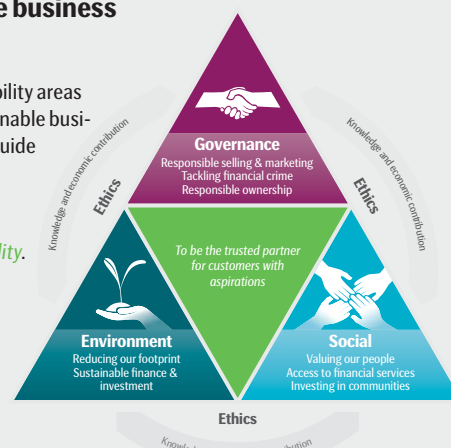 e business
bility areas
nable busi-
uide
lity.
Knowledge and economic contribution
Ethics
Knowledge and economic contribution
Ethics
Governance
Responsible selling & marketing
Tackling financial crime
Responsible ownership
To be the trusted partner
for customers with
aspirations
Environment
Reducing our footprint
Sustainable finance &
investment
Social
Valuing our people
Access to financial services
Investing in communities
Ethics